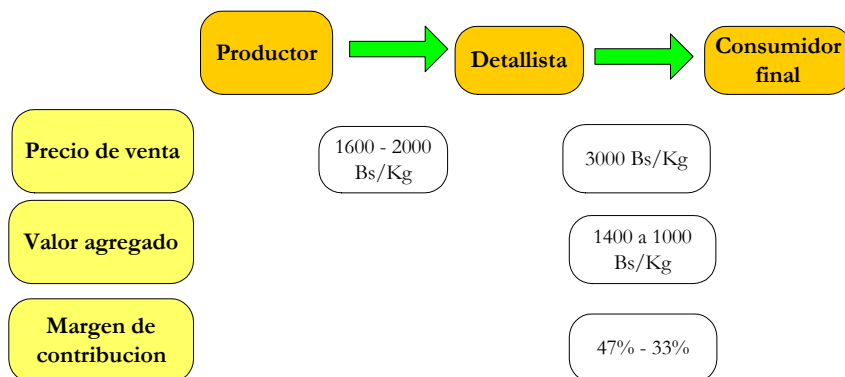 Productor
Detallista
Consumidor
final
Precio de venta
1600 - 2000
Bs/Kg
3000 Bs/Kg
Valor agregado
1400 a 1000
Bs/Kg
Margen de
contribucion
47% - 33%